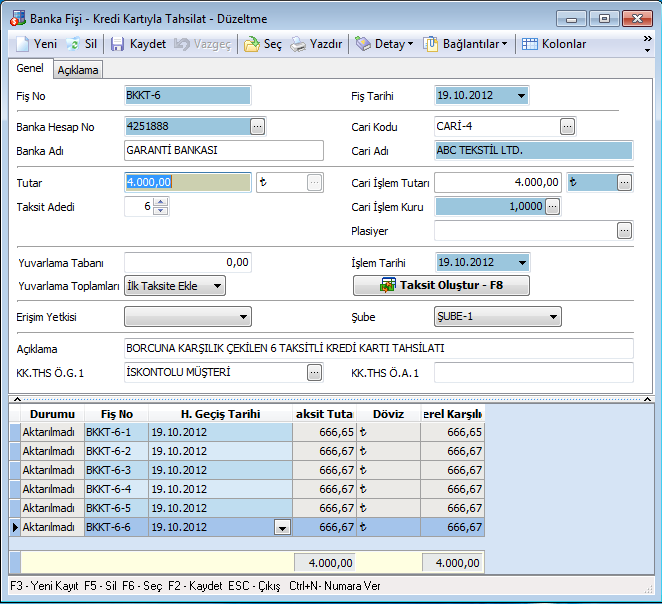 Banka Fişi - Kredi Kartıyla Tahsilat - Düzeltme
Yeni Sil Kaydet Vazgeç Seç Yazdır Detay Bağlantılar Kolonlar
Genel Açıklama
Fiş No BKKT-6 Fiş Tarihi 19.10.2012
Banka Hesap No 4251888 Cari Kodu CARİ-4
Banka Adı GARANTİ BANKASI Cari Adı ABC TEKSTİL LTD.
Tutar 4.000,00 ₺ Cari İşlem Tutarı 4.000,00 ₺
Taksit Adedi 6 Cari İşlem Kuru 1,0000
Plasiyer
Yuvarlama Tabanı 0,00 İşlem Tarihi 19.10.2012
Yuvarlama Toplamları İlk Taksite Ekle Taksit Oluştur - F8
Erişim Yetkisi Şube ŞUBE-1
Açıklama BORCUNA KARŞILIK ÇEKİLEN 6 TAKSİTLİ KREDİ KARTI TAHSİLATI
KK.THS Ö.G.1 İSKONTOLU MÜŞTERİ KK.THS Ö.A.1
Durumu Fiş No H. Geçiş Tarihi aksit Tuta Döviz erel Karşılı
Aktarılmadı BKKT-6-1 19.10.2012 666,65 ₺ 666,65
Aktarılmadı BKKT-6-2 19.10.2012 666,67 ₺ 666,67
Aktarılmadı BKKT-6-3 19.10.2012 666,67 ₺ 666,67
Aktarılmadı BKKT-6-4 19.10.2012 666,67 ₺ 666,67
Aktarılmadı BKKT-6-5 19.10.2012 666,67 ₺ 666,67
Aktarılmadı BKKT-6-6 19.10.2012 666,67 ₺ 666,67
4.000,00 4.000,00
F3 - Yeni Kayıt F5 - Sil F6 - Seç F2 - Kaydet ESC - Çıkış Ctrl+N- Numara Ver